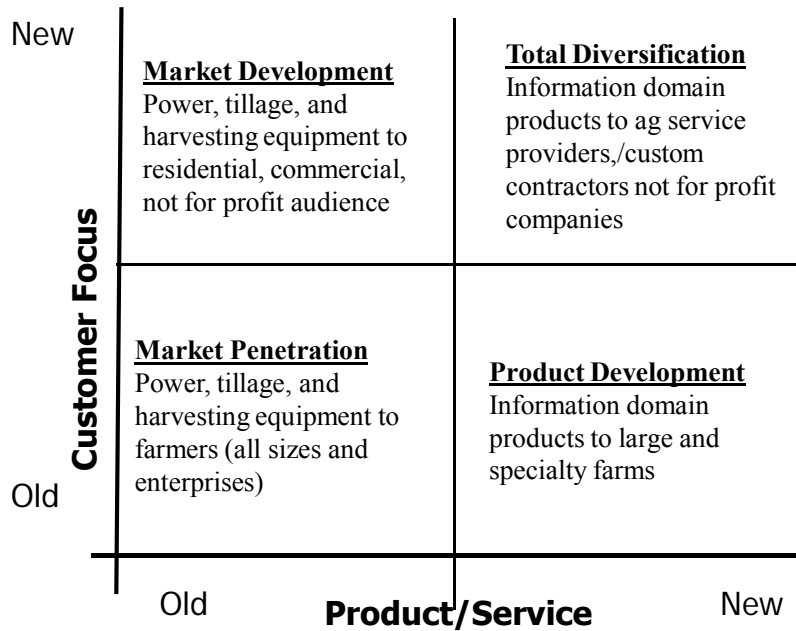 New
Market Development
Power, tillage, and
harvesting equipment to
residential, commercial,
not for profit audience
Total Diversification
Information domain
products to ag service
providers,/custom
contractors not for profit
companies
Customer Focus
Market Penetration
Power, tillage, and
harvesting equipment to
farmers (all sizes and
enterprises)
Product Development
Information domain
products to large and
specialty farms
Old
Old
Product/Service
New